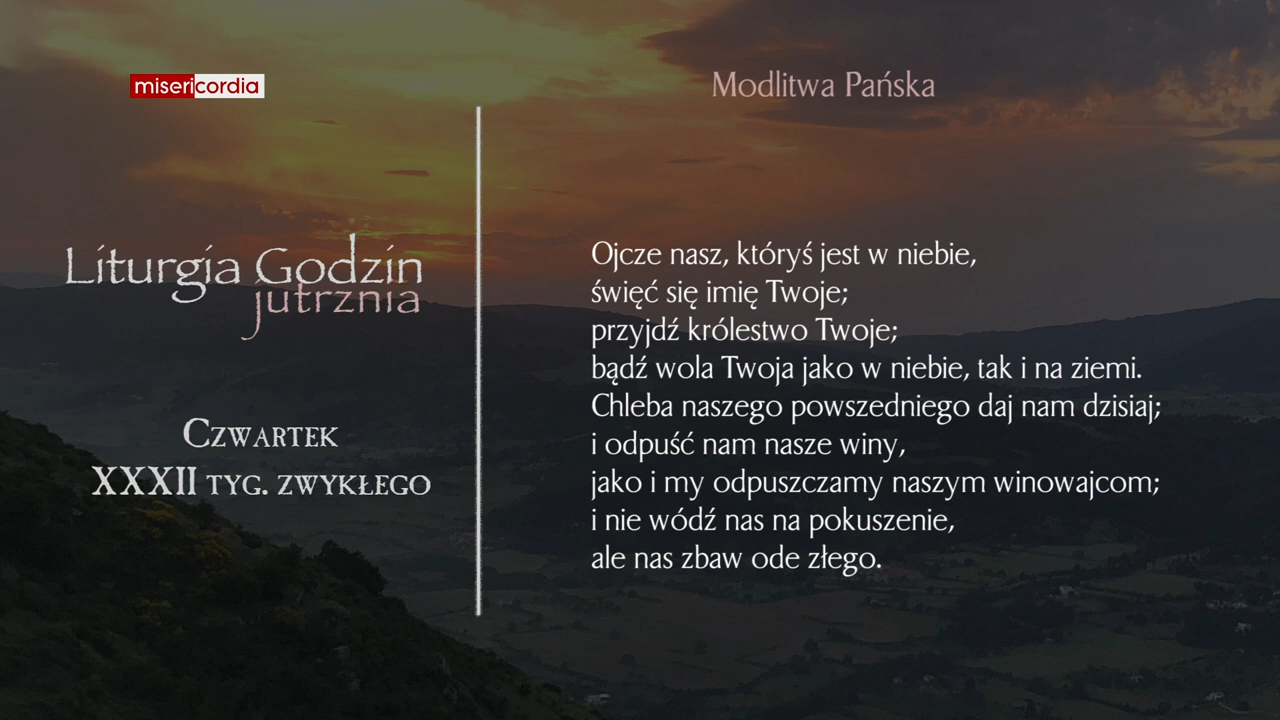 misericordia
Liturgia Godzin
jutrznia
Czwartek
XXXII tyg. zwykłego
Modlitwa Pańska
Ojcze nasz, któryś jest w niebie,
święć się imię Twoje;
przyjdź królestwo Twoje;
bądź wola Twoja jako w niebie, tak i na ziemi.
Chleba naszego powszedniego daj nam dzisiaj;
i odpuść nam nasze winy,
jako i my odpuszczamy naszym winowajcom;
i nie wódź nas na pokuszenie,
ale nas zbaw ode złego.